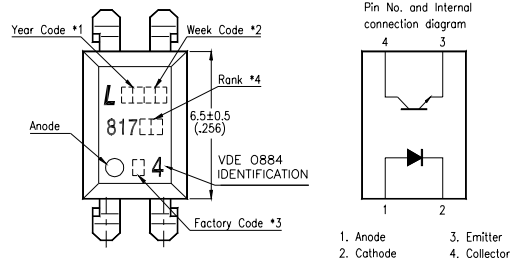 Pin No. and Internal
connection diagram
Year Code *1
Week Code *2
4 3
L
Rank *4
817
6.5±0.5
(.256)
Anode
4
VDE 0884
IDENTIFICATION
Factory Code *3
1 2
1. Anode 3. Emitter
2. Cathode 4. Collector